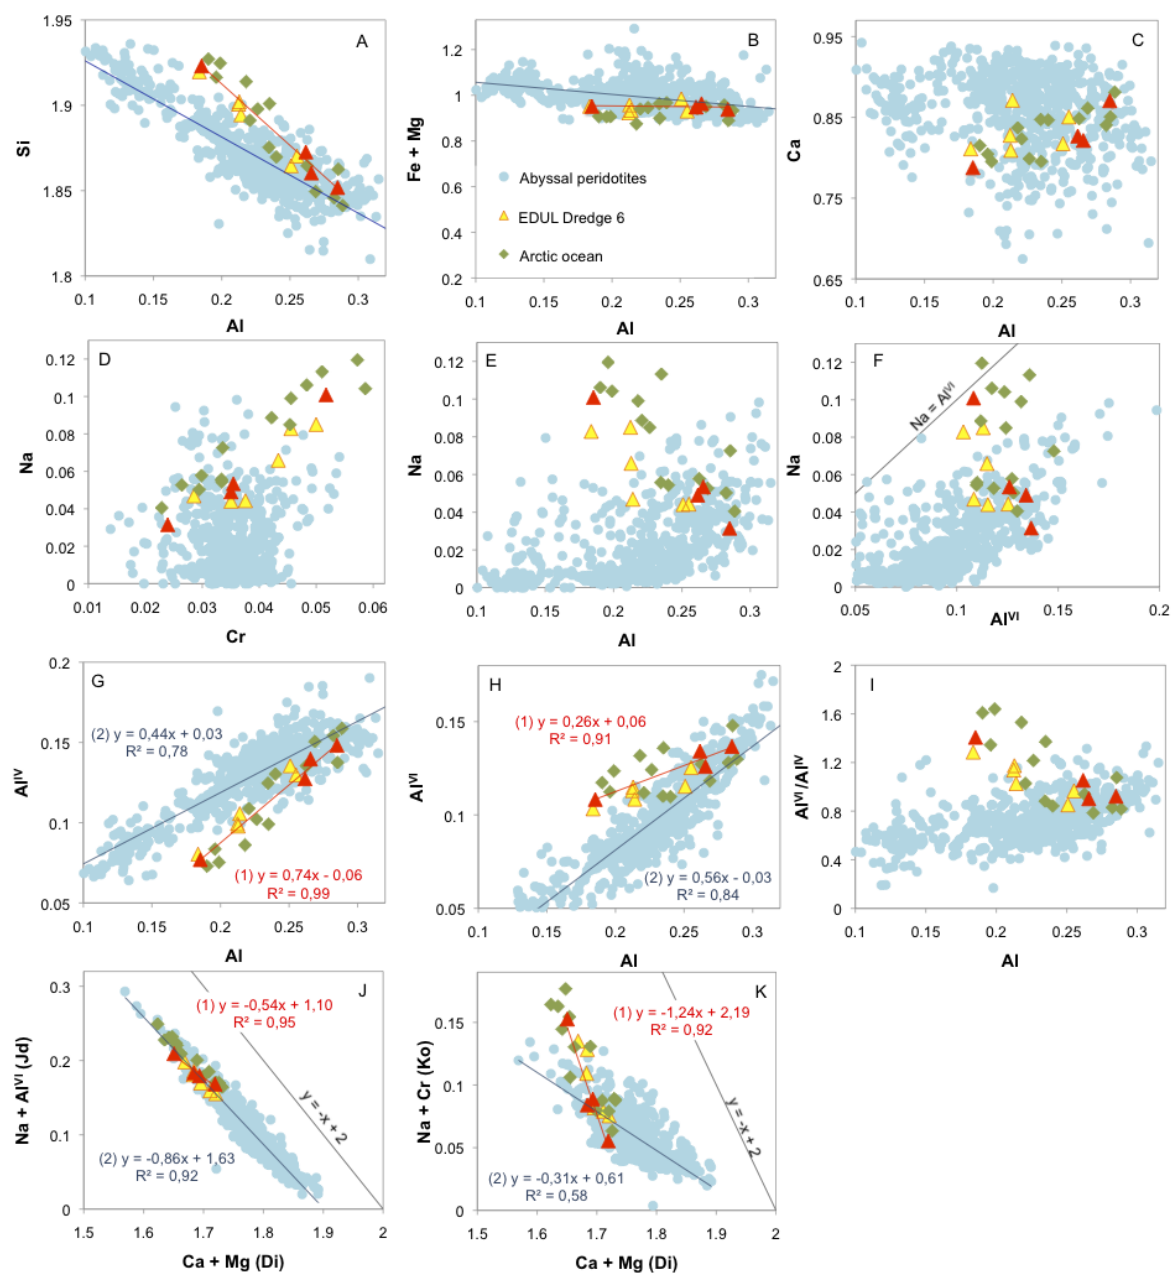 A
Si
1.95
1.9
1.85
1.8
0.1 0.15 0.2 0.25 0.3
Al
B
Fe + Mg
1.2
1
0.8
0.6
0.4
0.2
Abyssal peridotites
EDUL Dredge 6
Arctic ocean
0.1 0.15 0.2 0.25 0.3
Al
C
Ca
0.95
0.85
0.75
0.65
0.1 0.15 0.2 0.25 0.3
Al
D
Na
0.12
0.1
0.08
0.06
0.04
0.02
0
0.01 0.02 0.03 0.04 0.05 0.06
Cr
E
Na
0.12
0.1
0.08
0.06
0.04
0.02
0
0.1 0.15 0.2 0.25 0.3
Al
F
Na
0.12
0.1
0.08
0.06
0.04
0.02
0
Na = Alⱽᴵ
0.05 0.1 0.15 0.2
Alⱽᴵ
G
Alᴵⱽ
0.2
0.15
0.1
0.05
(2) y = 0,44x + 0,03
R² = 0,78
(1) y = 0,74x - 0,06
R² = 0,99
0.1 0.15 0.2 0.25 0.3
Al
H
Alⱽᴵ
0.15
0.1
0.05
(1) y = 0,26x + 0,06
R² = 0,91
(2) y = 0,56x - 0,03
R² = 0,84
0.1 0.15 0.2 0.25 0.3
Al
I
Alⱽᴵ/Alᴵⱽ
2
1.6
1.2
0.8
0.4
0
0.1 0.15 0.2 0.25 0.3
Al
J
Na + Alⱽᴵ (Jd)
0.3
0.2
0.1
0
(1) y = -0,54x + 1,10
R² = 0,95
y = -x + 2
(2) y = -0,86x + 1,63
R² = 0,92
1.5 1.6 1.7 1.8 1.9 2
Ca + Mg (Di)
K
Na + Cr (Ko)
0.15
0.1
0.05
0
(1) y = -1,24x + 2,19
R² = 0,92
y = -x + 2
(2) y = -0,31x + 0,61
R² = 0,58
1.5 1.6 1.7 1.8 1.9 2
Ca + Mg (Di)